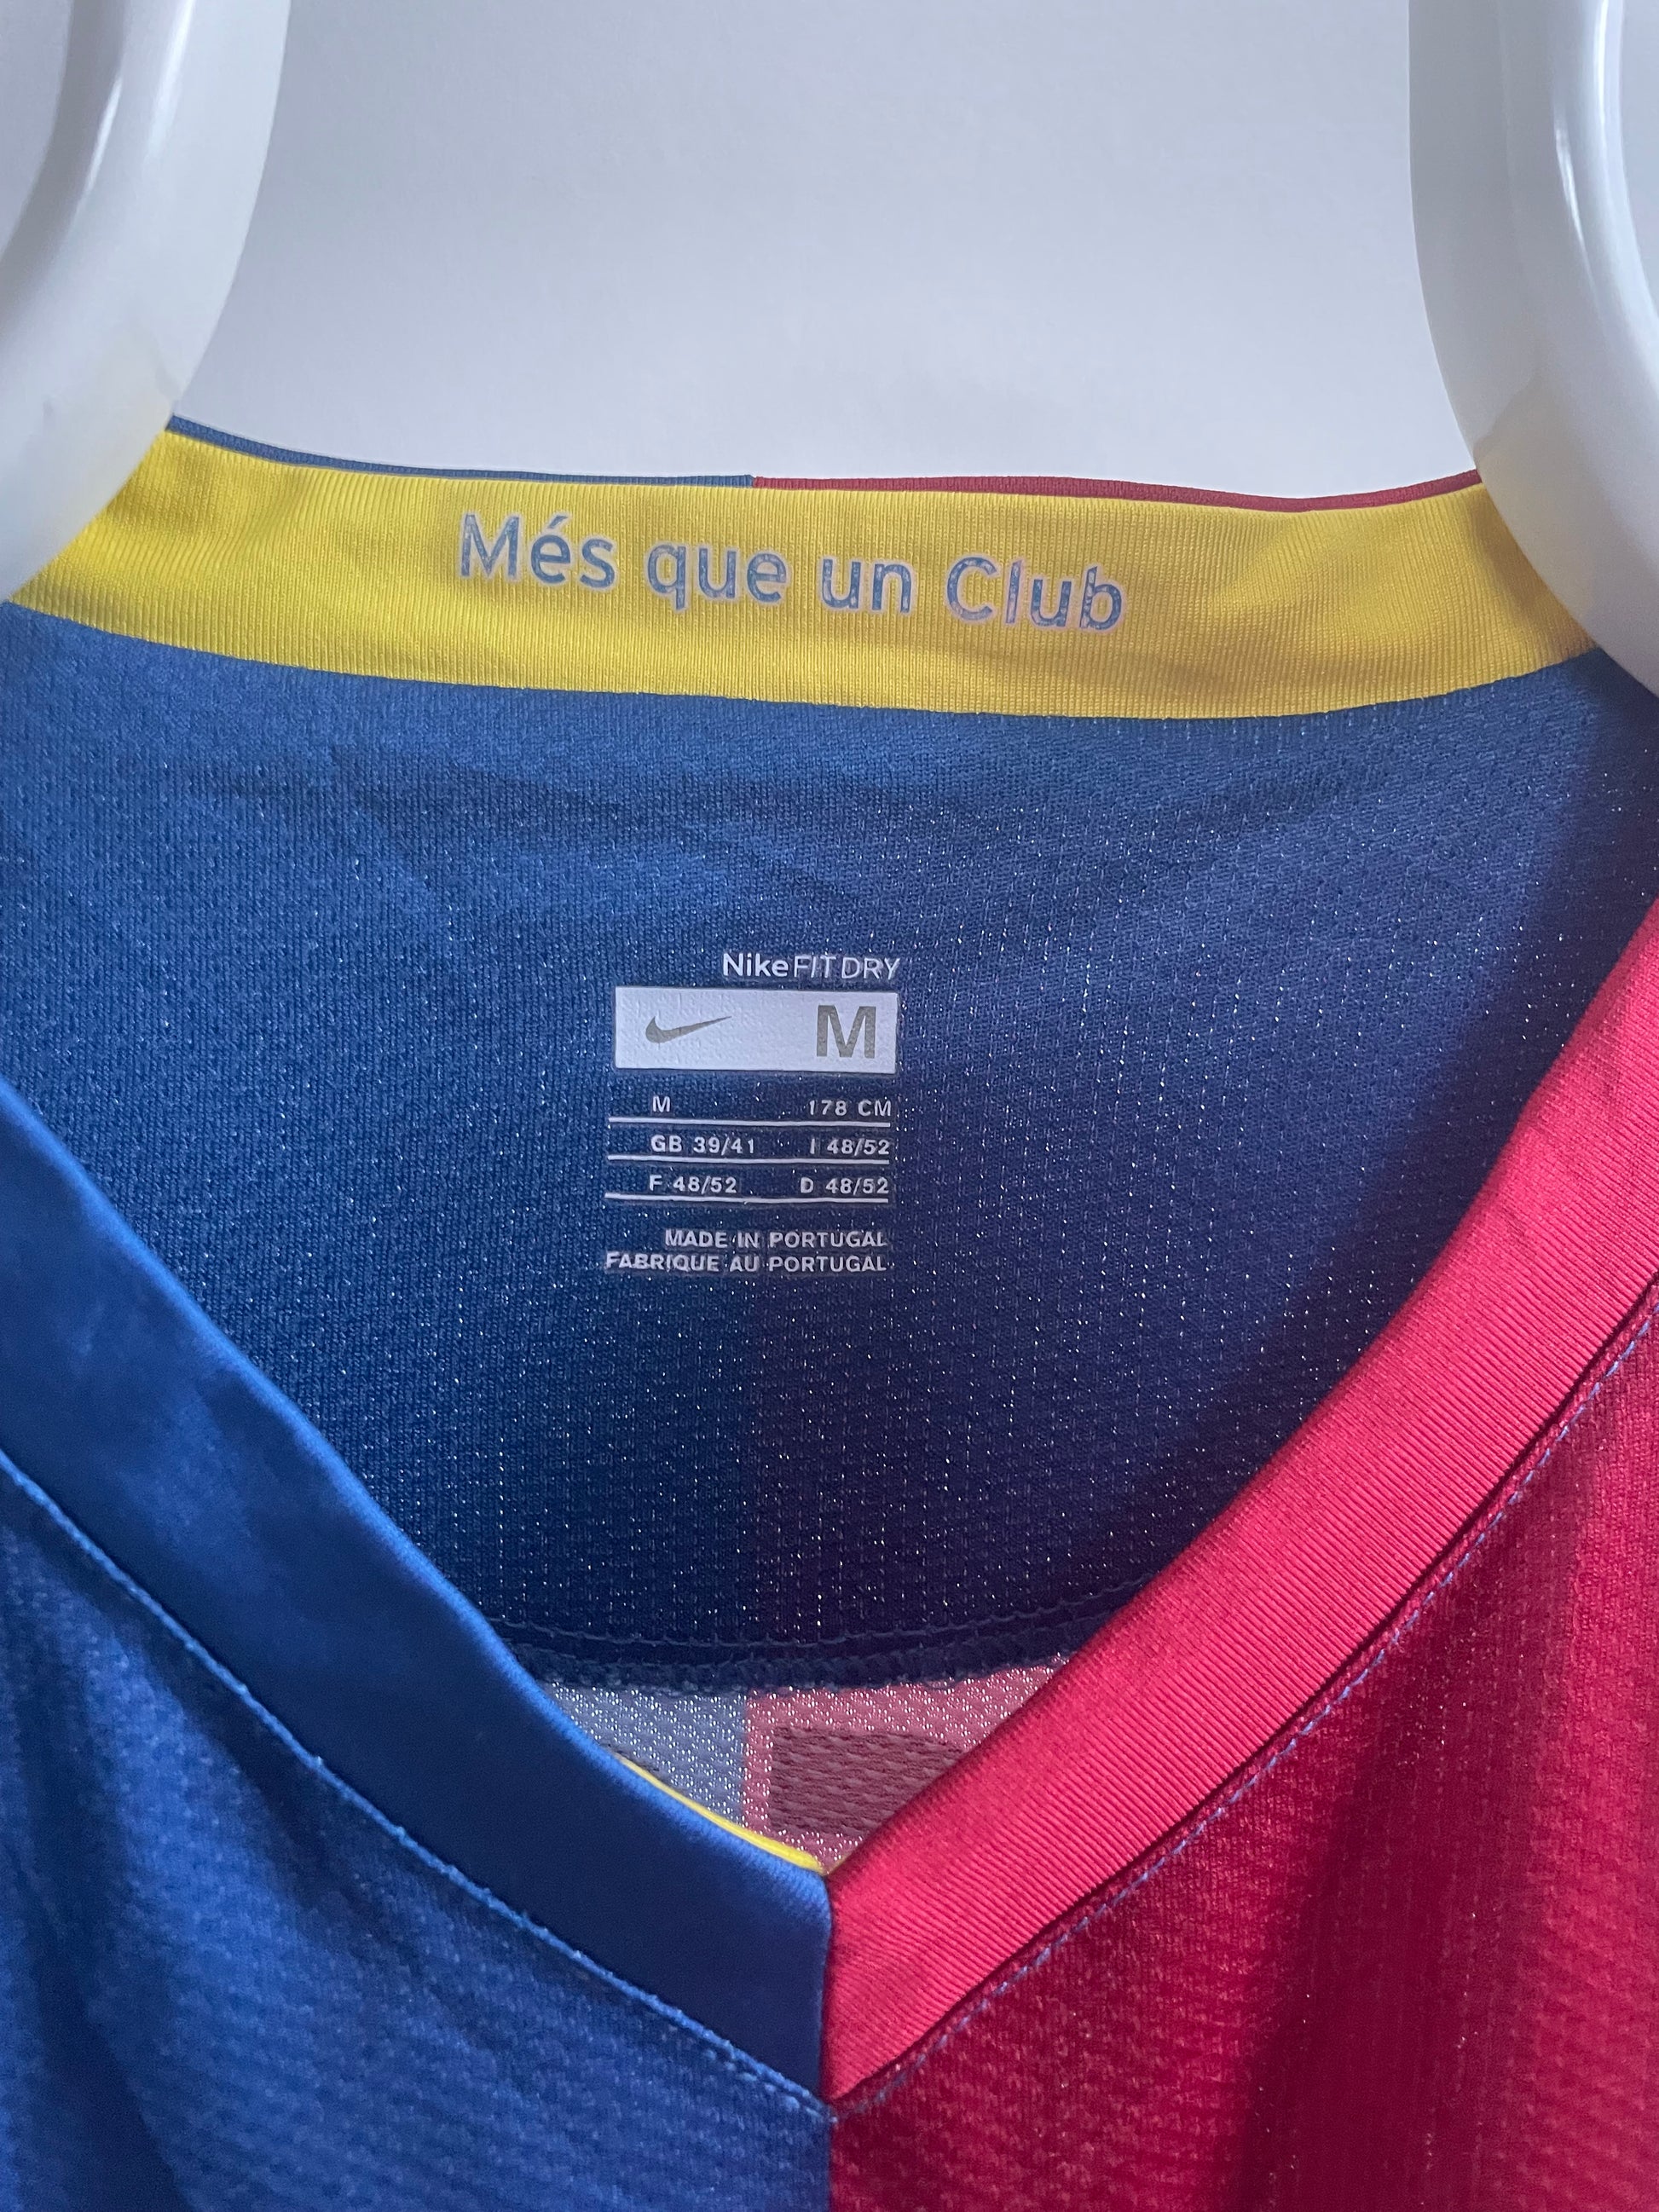 Més que un Club
NikeFIT DRY
M
M 178 CM
GB 39/41 I 48/52
F 48/52 D 48/52
MADE IN PORTUGAL
FABRIQUE AU PORTUGAL